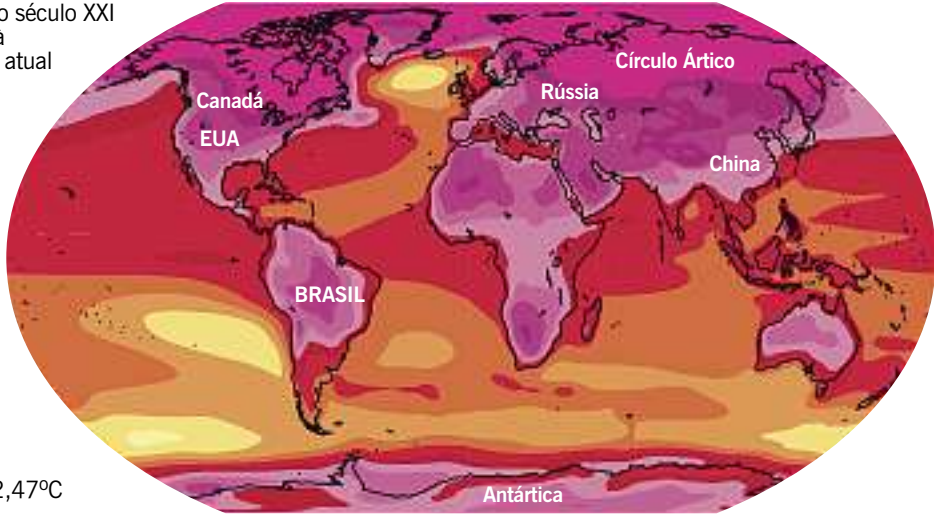 o século XXI
à
atual
Círculo Ártico
Rússia
Canadá
EUA
China
BRASIL
2,47ºC
Antártica